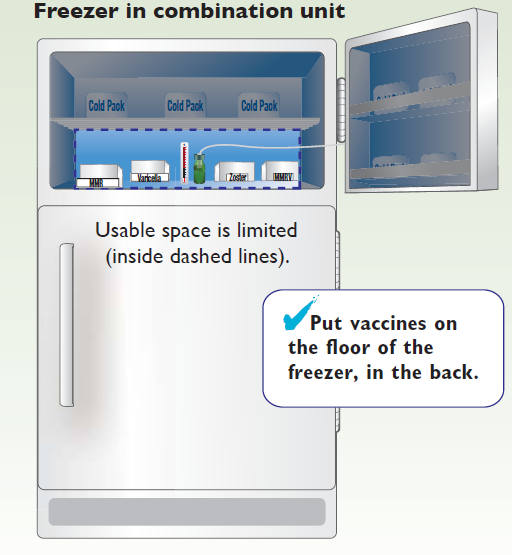 Freezer in combination unit
Cold Pack Cold Pack Cold Pack
MMR Varicella Zoster MMRV
Usable space is limited
(inside dashed lines).
Put vaccines on
the floor of the
freezer, in the back.